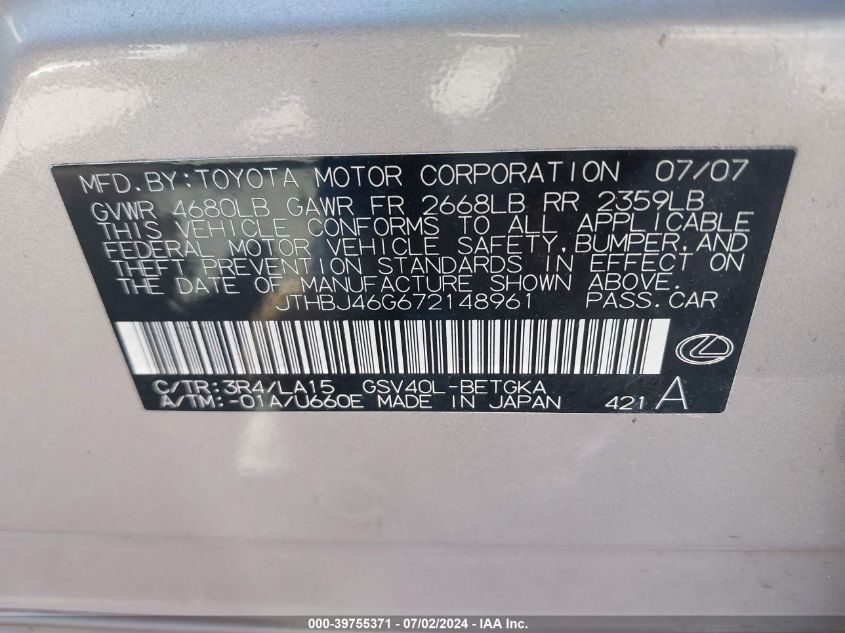 MFD. BY: TOYOTA MOTOR CORPORATION 07/07
GVWR 4680LB GAWR FR 2668LB RR 2359LB
THIS VEHICLE CONFORMS TO ALL APPLICABLE
FEDERAL MOTOR VEHICLE SAFETY, BUMPER, AND
THEFT PREVENTION STANDARDS IN EFFECT ON
THE DATE OF MANUFACTURE SHOWN ABOVE.
JTHBJ46G672148961 PASS. CAR
C/TR: 3R4/LA15 GSV40L-BETGKA
A/TM: -01A/U660E MADE IN JAPAN 421 A
000-39755371 - 07/02/2024 - IAA Inc.